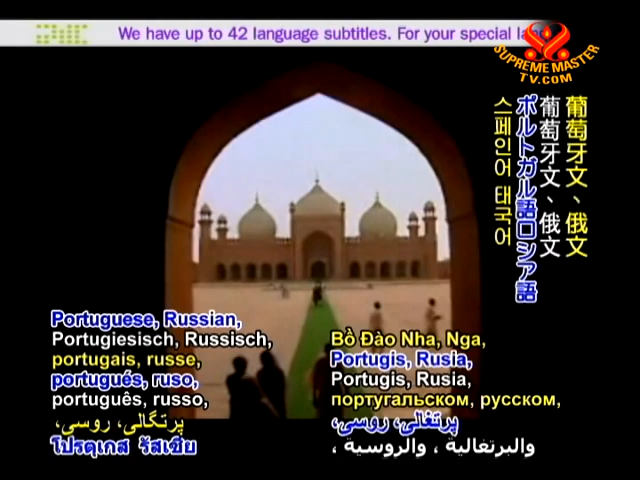 We have up to 42 language subtitles. For your special
SUPREME MASTER
TV.COM
葡萄牙文、俄文
葡萄牙文、俄文
ポルトガル語口シア語
스페인어 태국어
Portuguese, Russian,
Portugiesisch, Russisch,
portugais, russe,
portugués, ruso,
português, russo,
پرتگالی، روسی،
โปรตุเกส รัสเซีย
Bồ Đào Nha, Nga,
Portugis, Rusia,
Portugis, Rusia,
португальском, русском,
پرتغالی، روسی،
والبرتغالية ، والروسية ،